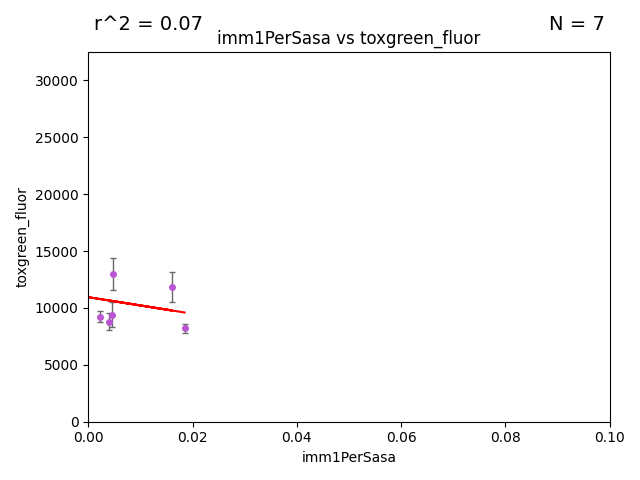 r^2 = 0.07
N = 7
imm1PerSasa vs toxgreen_fluor
30000
25000
20000
15000
10000
5000
0
toxgreen_fluor
0.00
0.02
0.04
0.06
0.08
0.10
imm1PerSasa